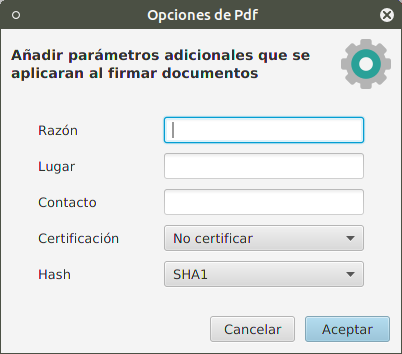 Opciones de Pdf
Añadir parámetros adicionales que se
aplicaran al firmar documentos
Razón
Lugar
Contacto
Certificación No certificar
Hash SHA1
Cancelar Aceptar